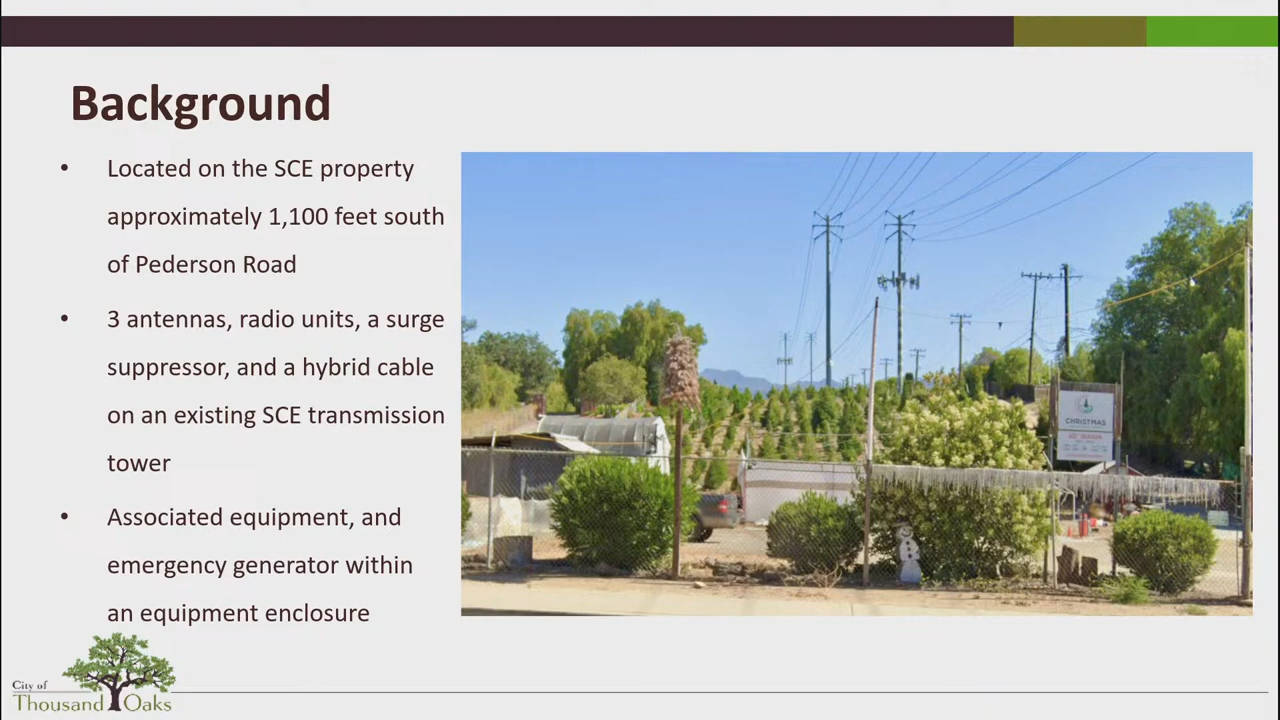 Background
• Located on the SCE property
approximately 1,100 feet south
of Pederson Road
• 3 antennas, radio units, a surge
suppressor, and a hybrid cable
on an existing SCE transmission
tower
• Associated equipment, and
emergency generator within
an equipment enclosure
CHRISTMAS
City of
Thousand Oaks